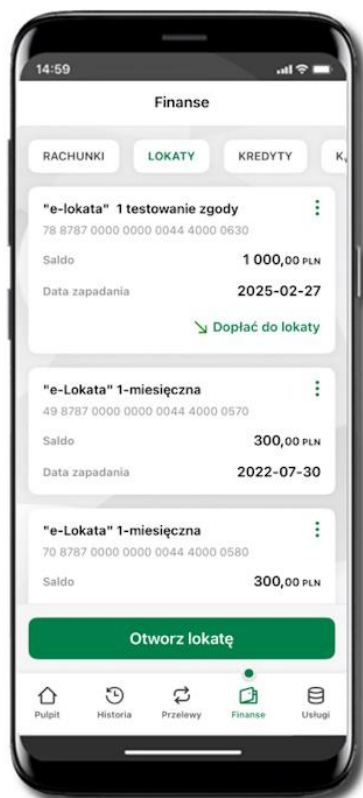 14:59
Finanse
RACHUNKI LOKATY KREDYTY
"e-lokata" 1 testowanie zgody
78 8787 0000 0000 0044 4000 0630
Saldo 1 000,00 PLN
Data zapadania 2025-02-27
Dopłać do lokaty
"e-Lokata" 1-miesięczna
49 8787 0000 0000 0044 4000 0570
Saldo 300,00 PLN
Data zapadania 2022-07-30
"e-Lokata" 1-miesięczna
70 8787 0000 0000 0044 4000 0580
Saldo 300,00 PLN
Otworz lokatę
Pulpit Historia Przelewy Finanse Usługi